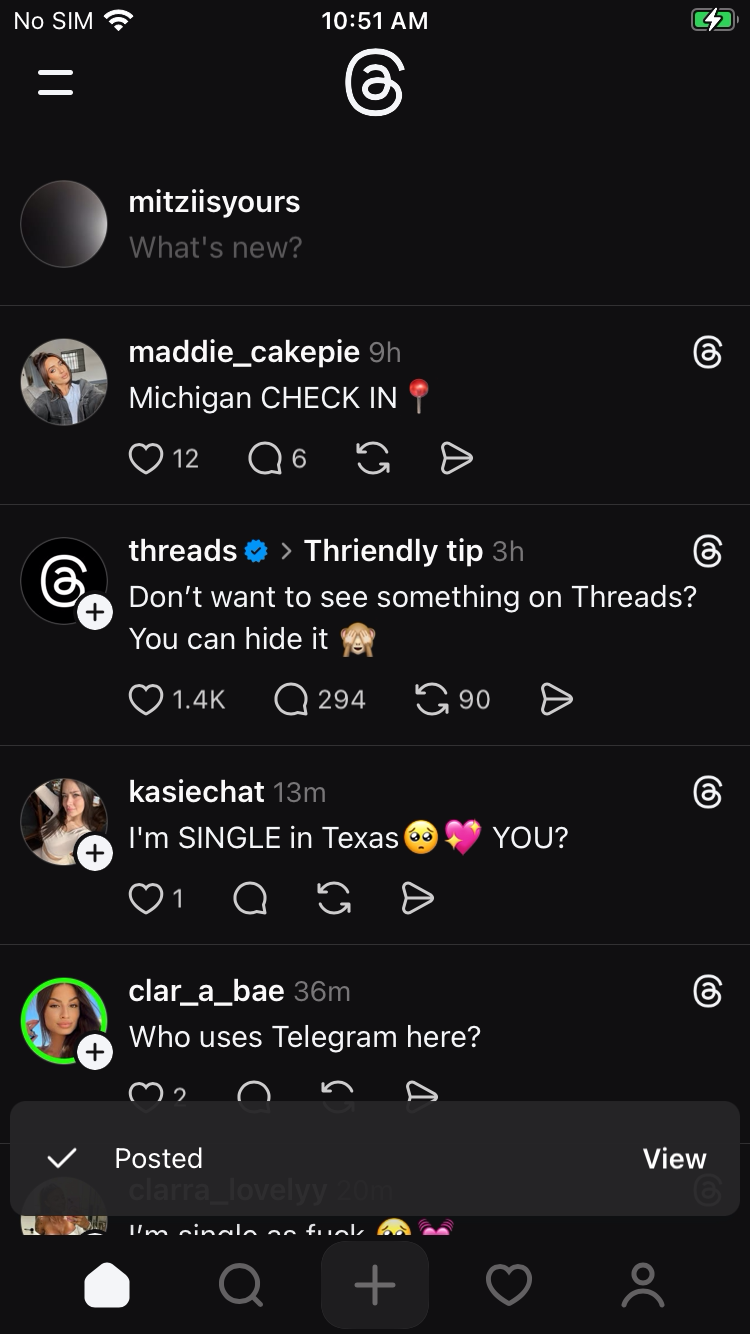 No SIM 10:51 AM
mitziisyours
What's new?
maddie_cakepie 9h
Michigan CHECK IN 📍
12 6
threads > Thriendly tip 3h
Don’t want to see something on Threads?
You can hide it 🙈
1.4K 294 90
kasiechat 13m
I'm SINGLE in Texas🥺💖 YOU?
1
clar_a_bae 36m
Who uses Telegram here?
2
Posted View
clarra_lovelyy 20m
I’m single as fuck 🥺💓